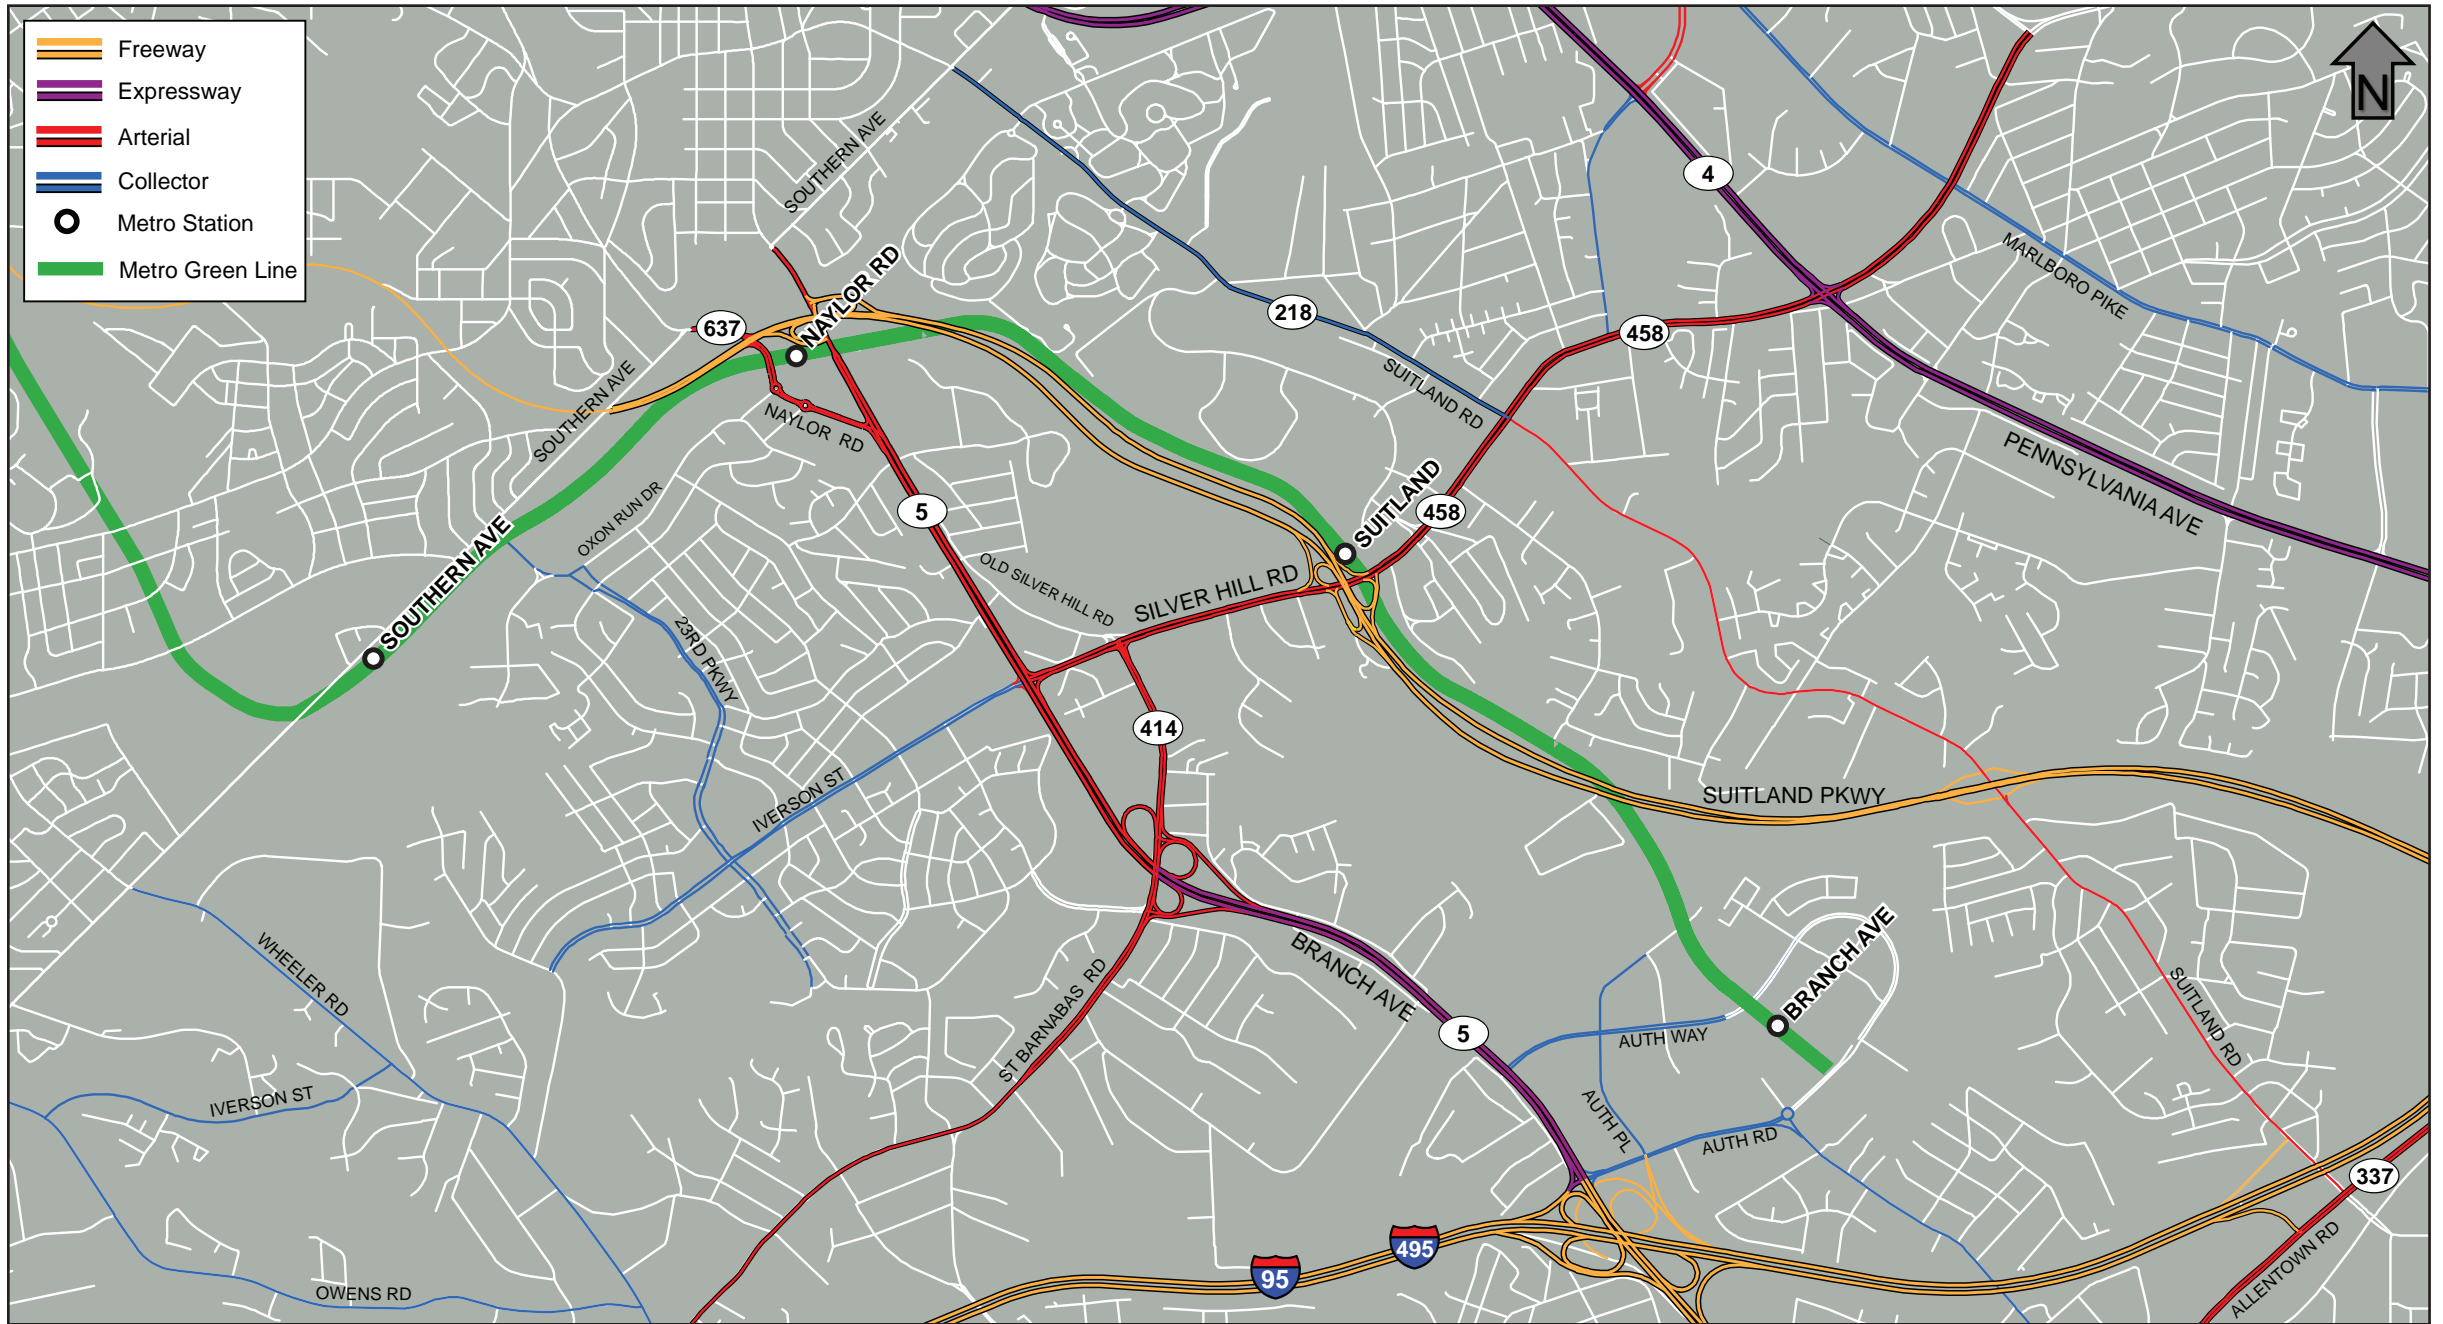 Freeway
Expressway
Arterial
Collector
Metro Station
Metro Green Line
N
SOUTHERN AVE
4
NAYLOR RD
MARLBORO PIKE
218
637
458
SUITLAND RD
SOUTHERN AVE
NAYLOR RD
PENNSYLVANIA AVE
SUITLAND
458
5
OXON RUN DR
SOUTHERN AVE
OLD SILVER HILL RD
SILVER HILL RD
23RD PKWY
414
SUITLAND PKWY
IVERSON ST
BRANCH AVE
BRANCH AVE
WHEELER RD
ST BARNABAS RD
5
AUTH WAY
SUITLAND RD
IVERSON ST
AUTH PL
AUTH RD
337
495
95
OWENS RD
ALLENTOWN RD